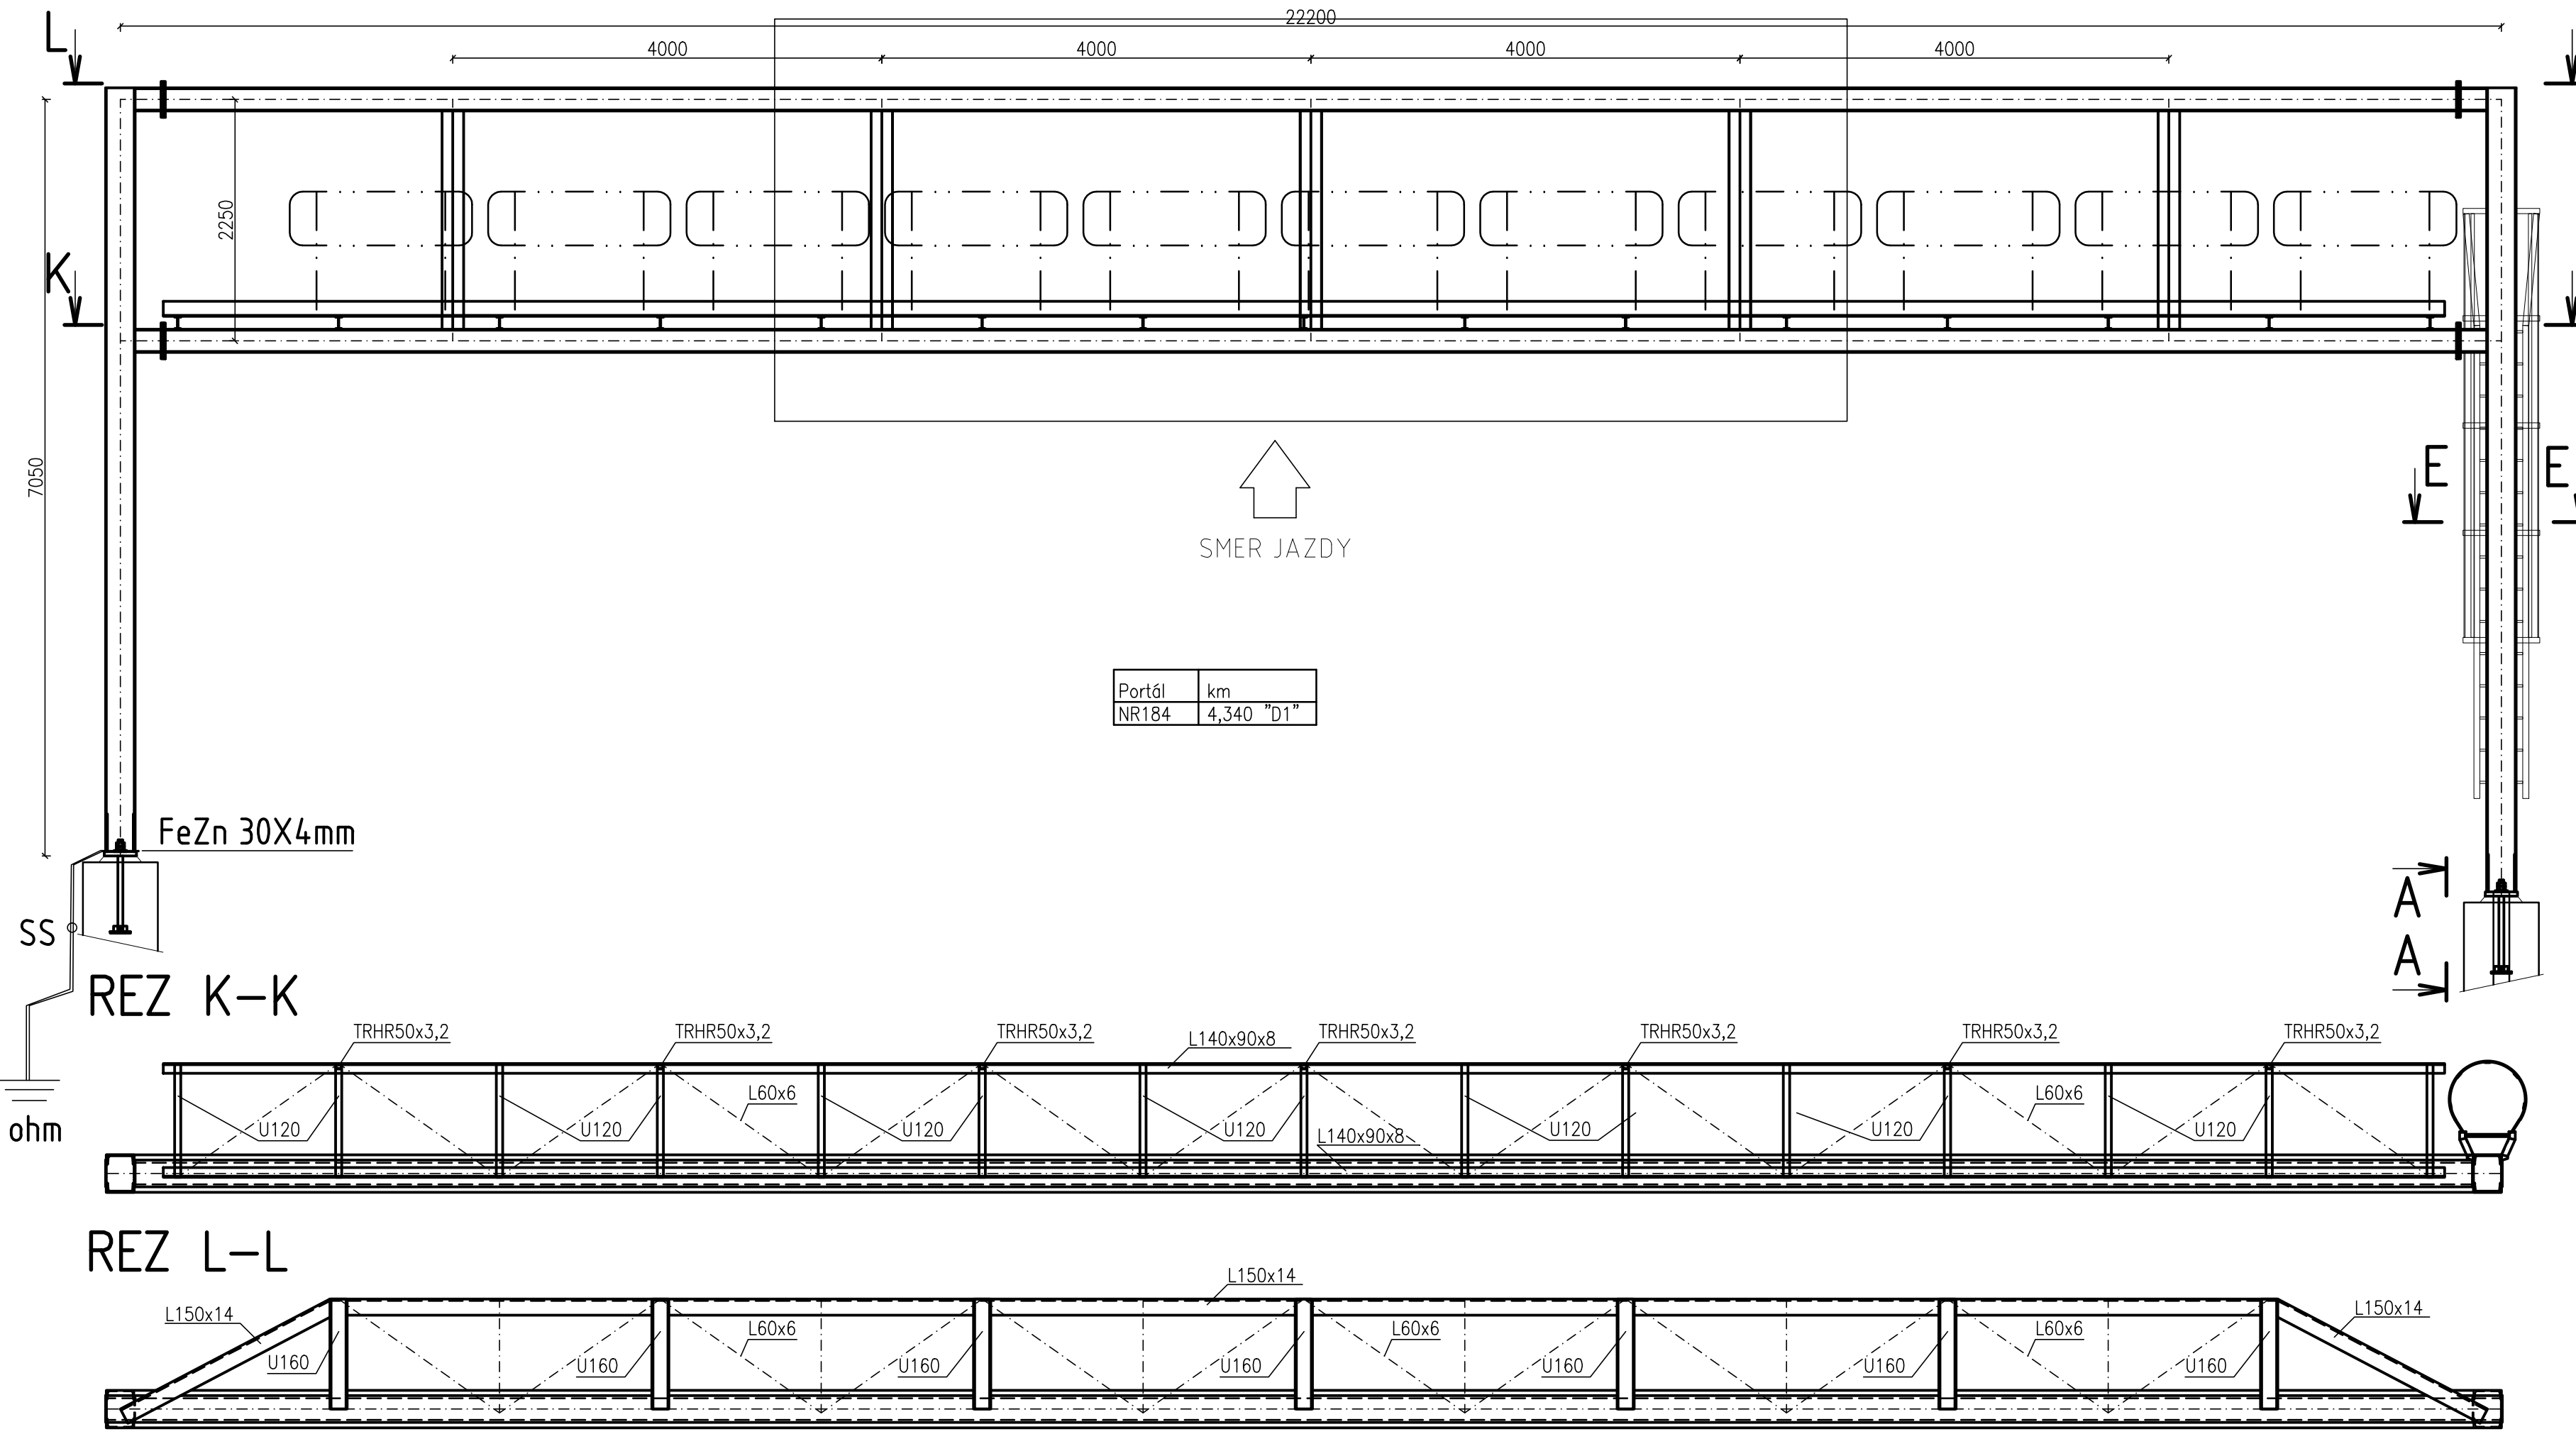 22200
L
4000 4000 4000 4000
2250
K
7050
E E
SMER JAZDY
Portál km
NR184 4,340 "D1"
FeZn 30X4mm
SS
A
A
REZ K-K
TRHR50x3,2 TRHR50x3,2 TRHR50x3,2 L140x90x8 TRHR50x3,2 TRHR50x3,2 TRHR50x3,2 TRHR50x3,2
L60x6 L60x6
ohm
U120 U120 U120 U120 L140x90x8 U120 U120 U120
REZ L-L
L150x14
L150x14 L150x14
L60x6 L60x6 L60x6
U160 U160 U160 U160 U160 U160 U160